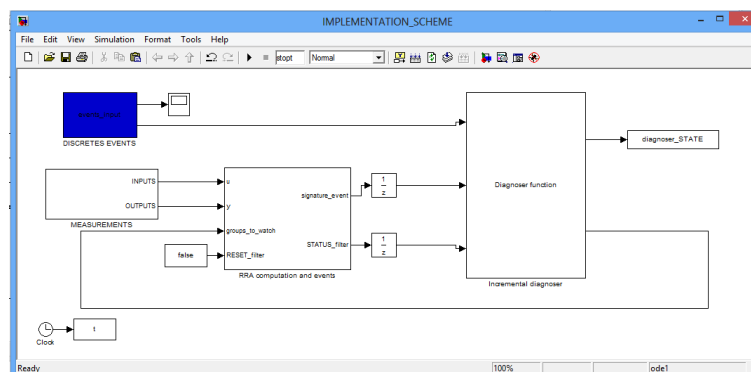 IMPLEMENTATION_SCHEME
File Edit View Simulation Format Tools Help
stopt Normal
DISCRETES EVENTS
diagnoser_STATE
INPUTS
OUTPUTS
MEASUREMENTS
u
y
groups_to_watch
RESET_filter
signature_event
STATUS_filter
RRA computation and events
false
1
z
1
z
Diagnoser function
Incremental diagnoser
t
Clock
Ready 100% ode1